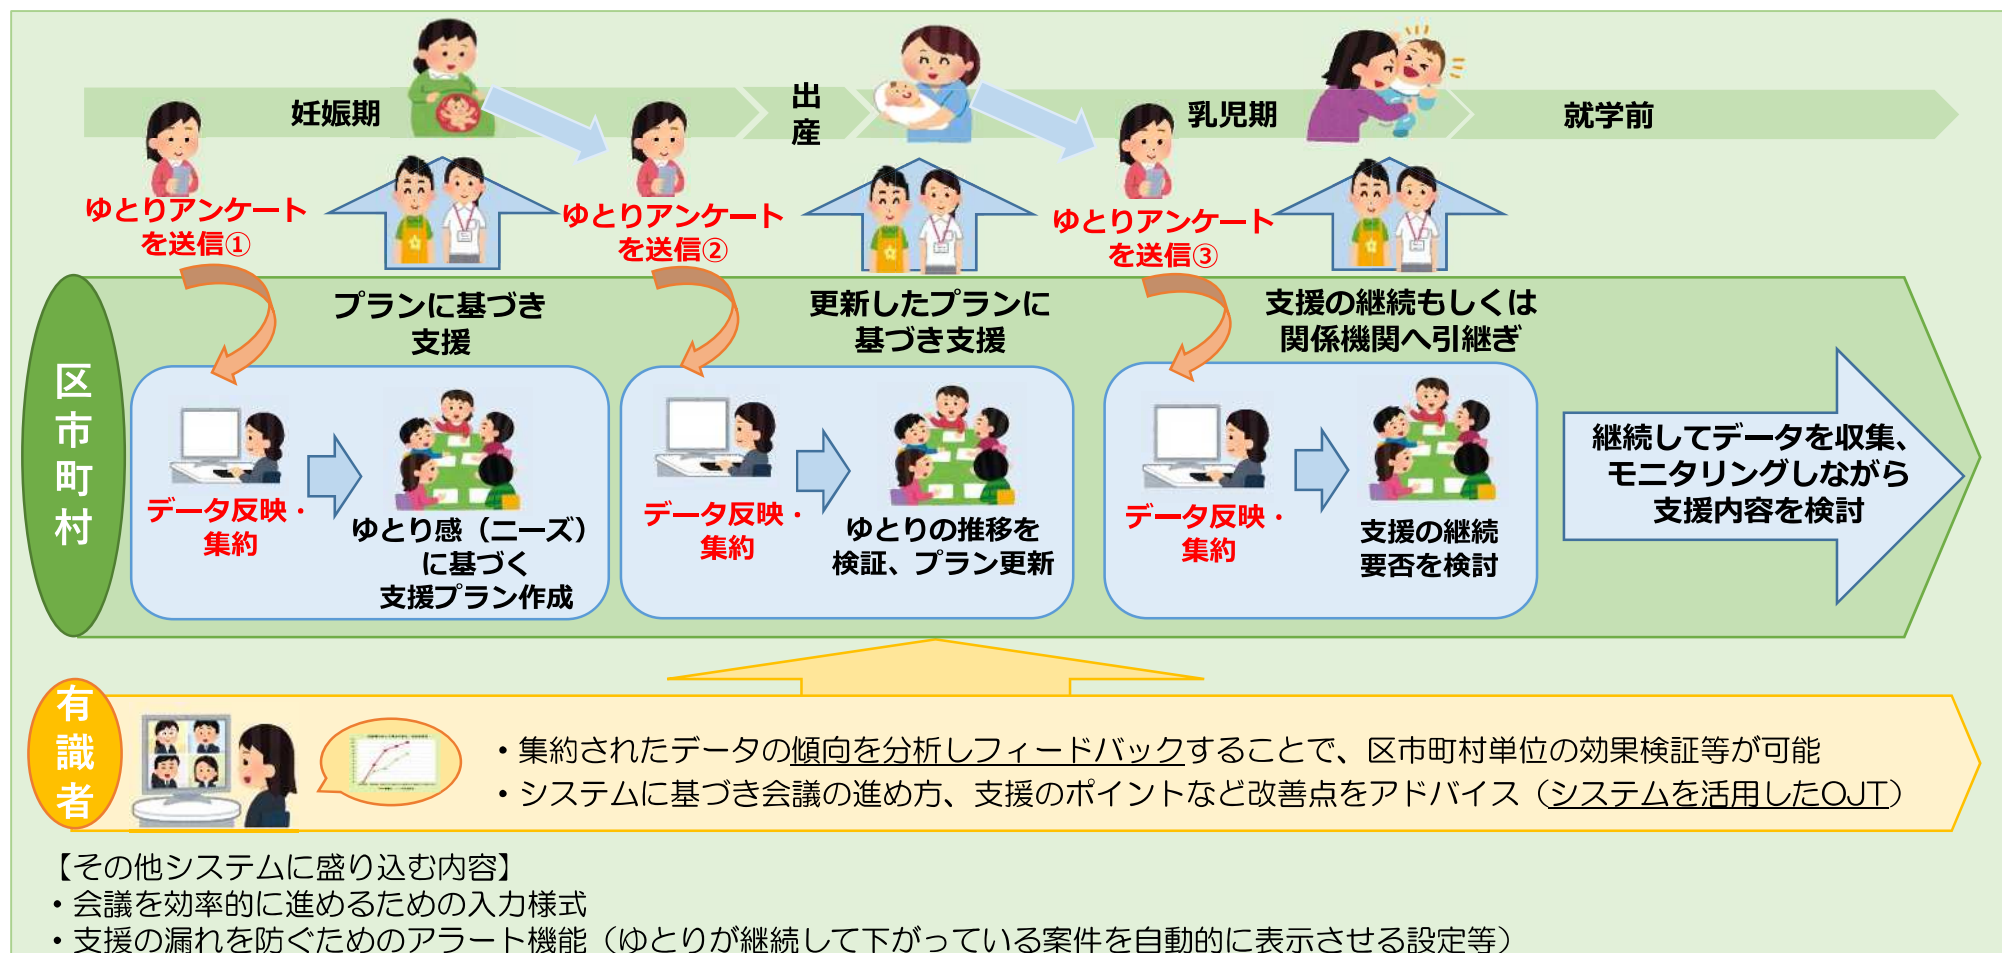 妊娠期
出
産
乳児期
就学前
ゆとりアンケート
を送信①
ゆとりアンケート
を送信②
ゆとりアンケート
を送信③
区
市
町
村
プランに基づき
支援
更新したプランに
基づき支援
支援の継続もしくは
関係機関へ引継ぎ
データ反映・
集約
ゆとり感（ニーズ）
に基づく
支援プラン作成
データ反映・
集約
ゆとりの推移を
検証、プラン更新
データ反映・
集約
支援の継続
要否を検討
継続してデータを収集、
モニタリングしながら
支援内容を検討
有
識
者
・集約されたデータの傾向を分析しフィードバックすることで、区市町村単位の効果検証等が可能
・システムに基づき会議の進め方、支援のポイントなど改善点をアドバイス（システムを活用したOJT）
【その他システムに盛り込む内容】
・会議を効率的に進めるための入力様式
・支援の漏れを防ぐためのアラート機能（ゆとりが継続して下がっている案件を自動的に表示させる設定等）